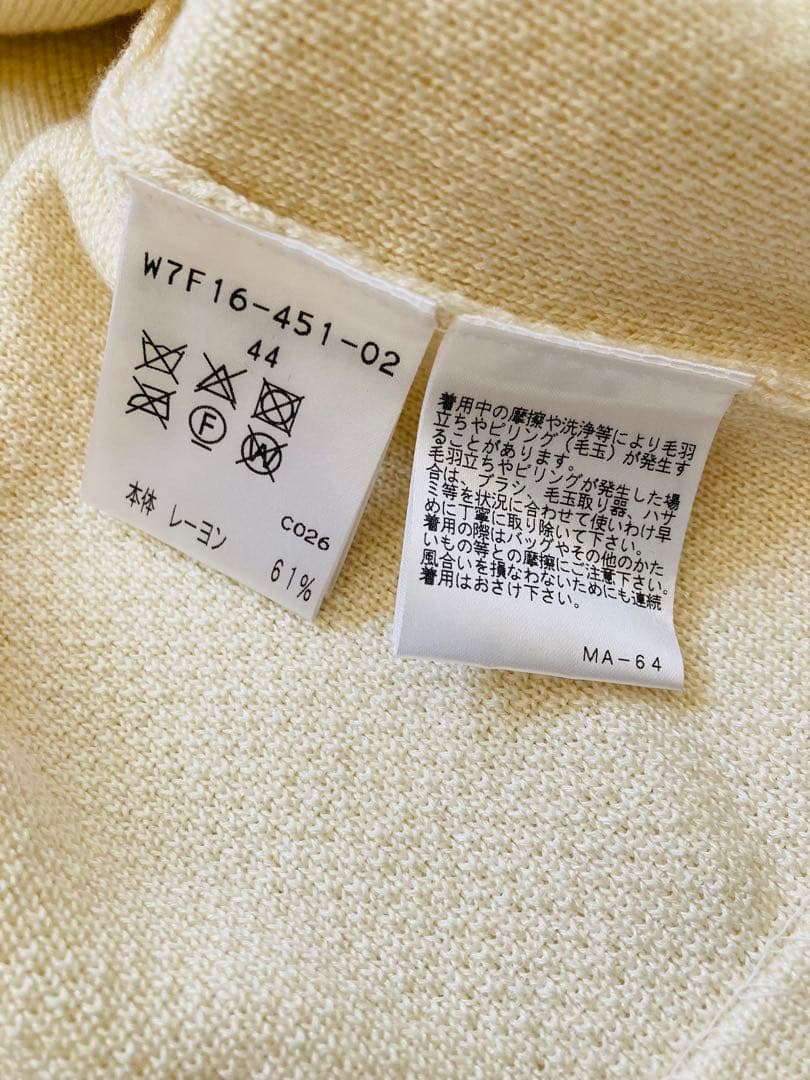 W7F16-451-02
44
F
W
C026
本体 レーヨン 61%
着用中の摩擦や洗浄等により毛羽
立ちやピリング(毛玉)が発生す
ることがあります。
毛羽立ちやピリングが発生した場
合は、ブラシ、毛玉取り器、ハサ
ミ等を状況に合わせて使いわけ早
めに丁寧に取り除いて下さい。
着用の際はバッグやその他のかた
いもの等との摩擦にご注意下さい。
風合いを損なわないためにも連続
着用はおさけ下さい。
MA-64